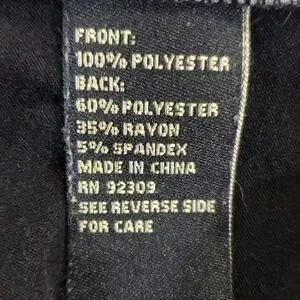 FRONT:
100% POLYESTER
BACK:
60% POLYESTER
35% RAYON
5% SPANDEX
MADE IN CHINA
RN 92309
SEE REVERSE SIDE
FOR CARE